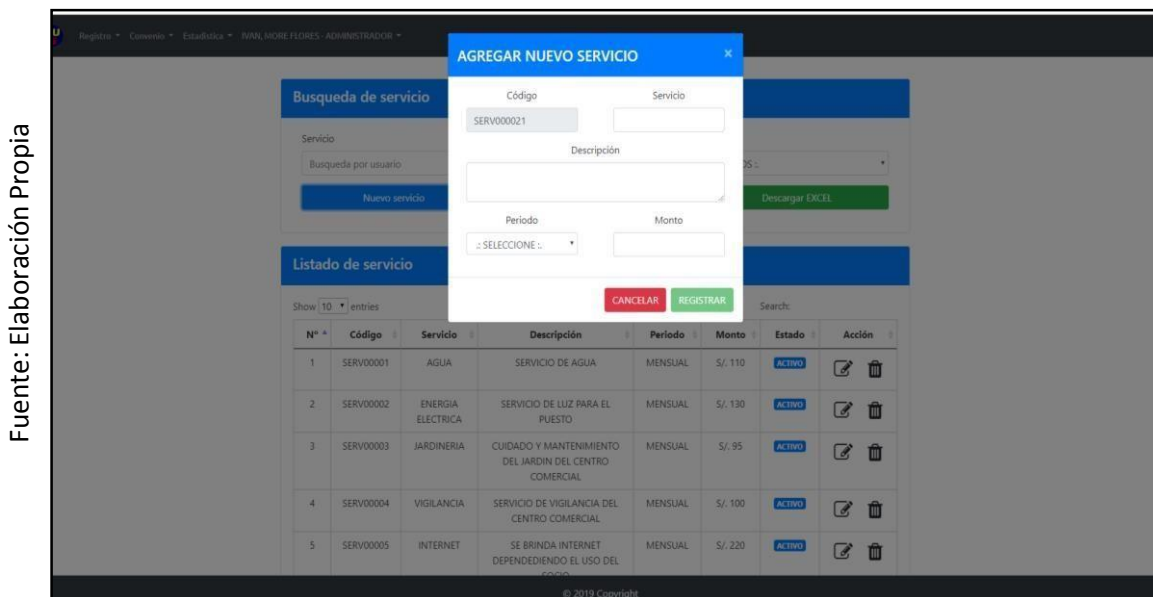 Fuente: Elaboración Propia
U
Registro Convenio Estadística IVAN, MORE FLORES - ADMINISTRADOR
AGREGAR NUEVO SERVICIO ×
Código Servicio
SERV000021
Descripción
Periodo Monto
.: SELECCIONE :.
CANCELAR REGISTRAR
Busqueda de servicio
Servicio
Busqueda por usuario OS :.
Nuevo servicio Descargar EXCEL
Listado de servicio
Show 10 entries Search:
N° Código Servicio Descripción Periodo Monto Estado Acción
1 SERV00001 AGUA SERVICIO DE AGUA MENSUAL S/. 110 ACTIVO
2 SERV00002 ENERGIA ELECTRICA SERVICIO DE LUZ PARA EL PUESTO MENSUAL S/. 130 ACTIVO
3 SERV00003 JARDINERIA CUIDADO Y MANTENIMIENTO DEL JARDIN DEL CENTRO COMERCIAL MENSUAL S/. 95 ACTIVO
4 SERV00004 VIGILANCIA SERVICIO DE VIGILANCIA DEL CENTRO COMERCIAL MENSUAL S/. 100 ACTIVO
5 SERV00005 INTERNET SE BRINDA INTERNET DEPENDEDIENDO EL USO DEL SOCIO MENSUAL S/. 220 ACTIVO
© 2019 Copyright